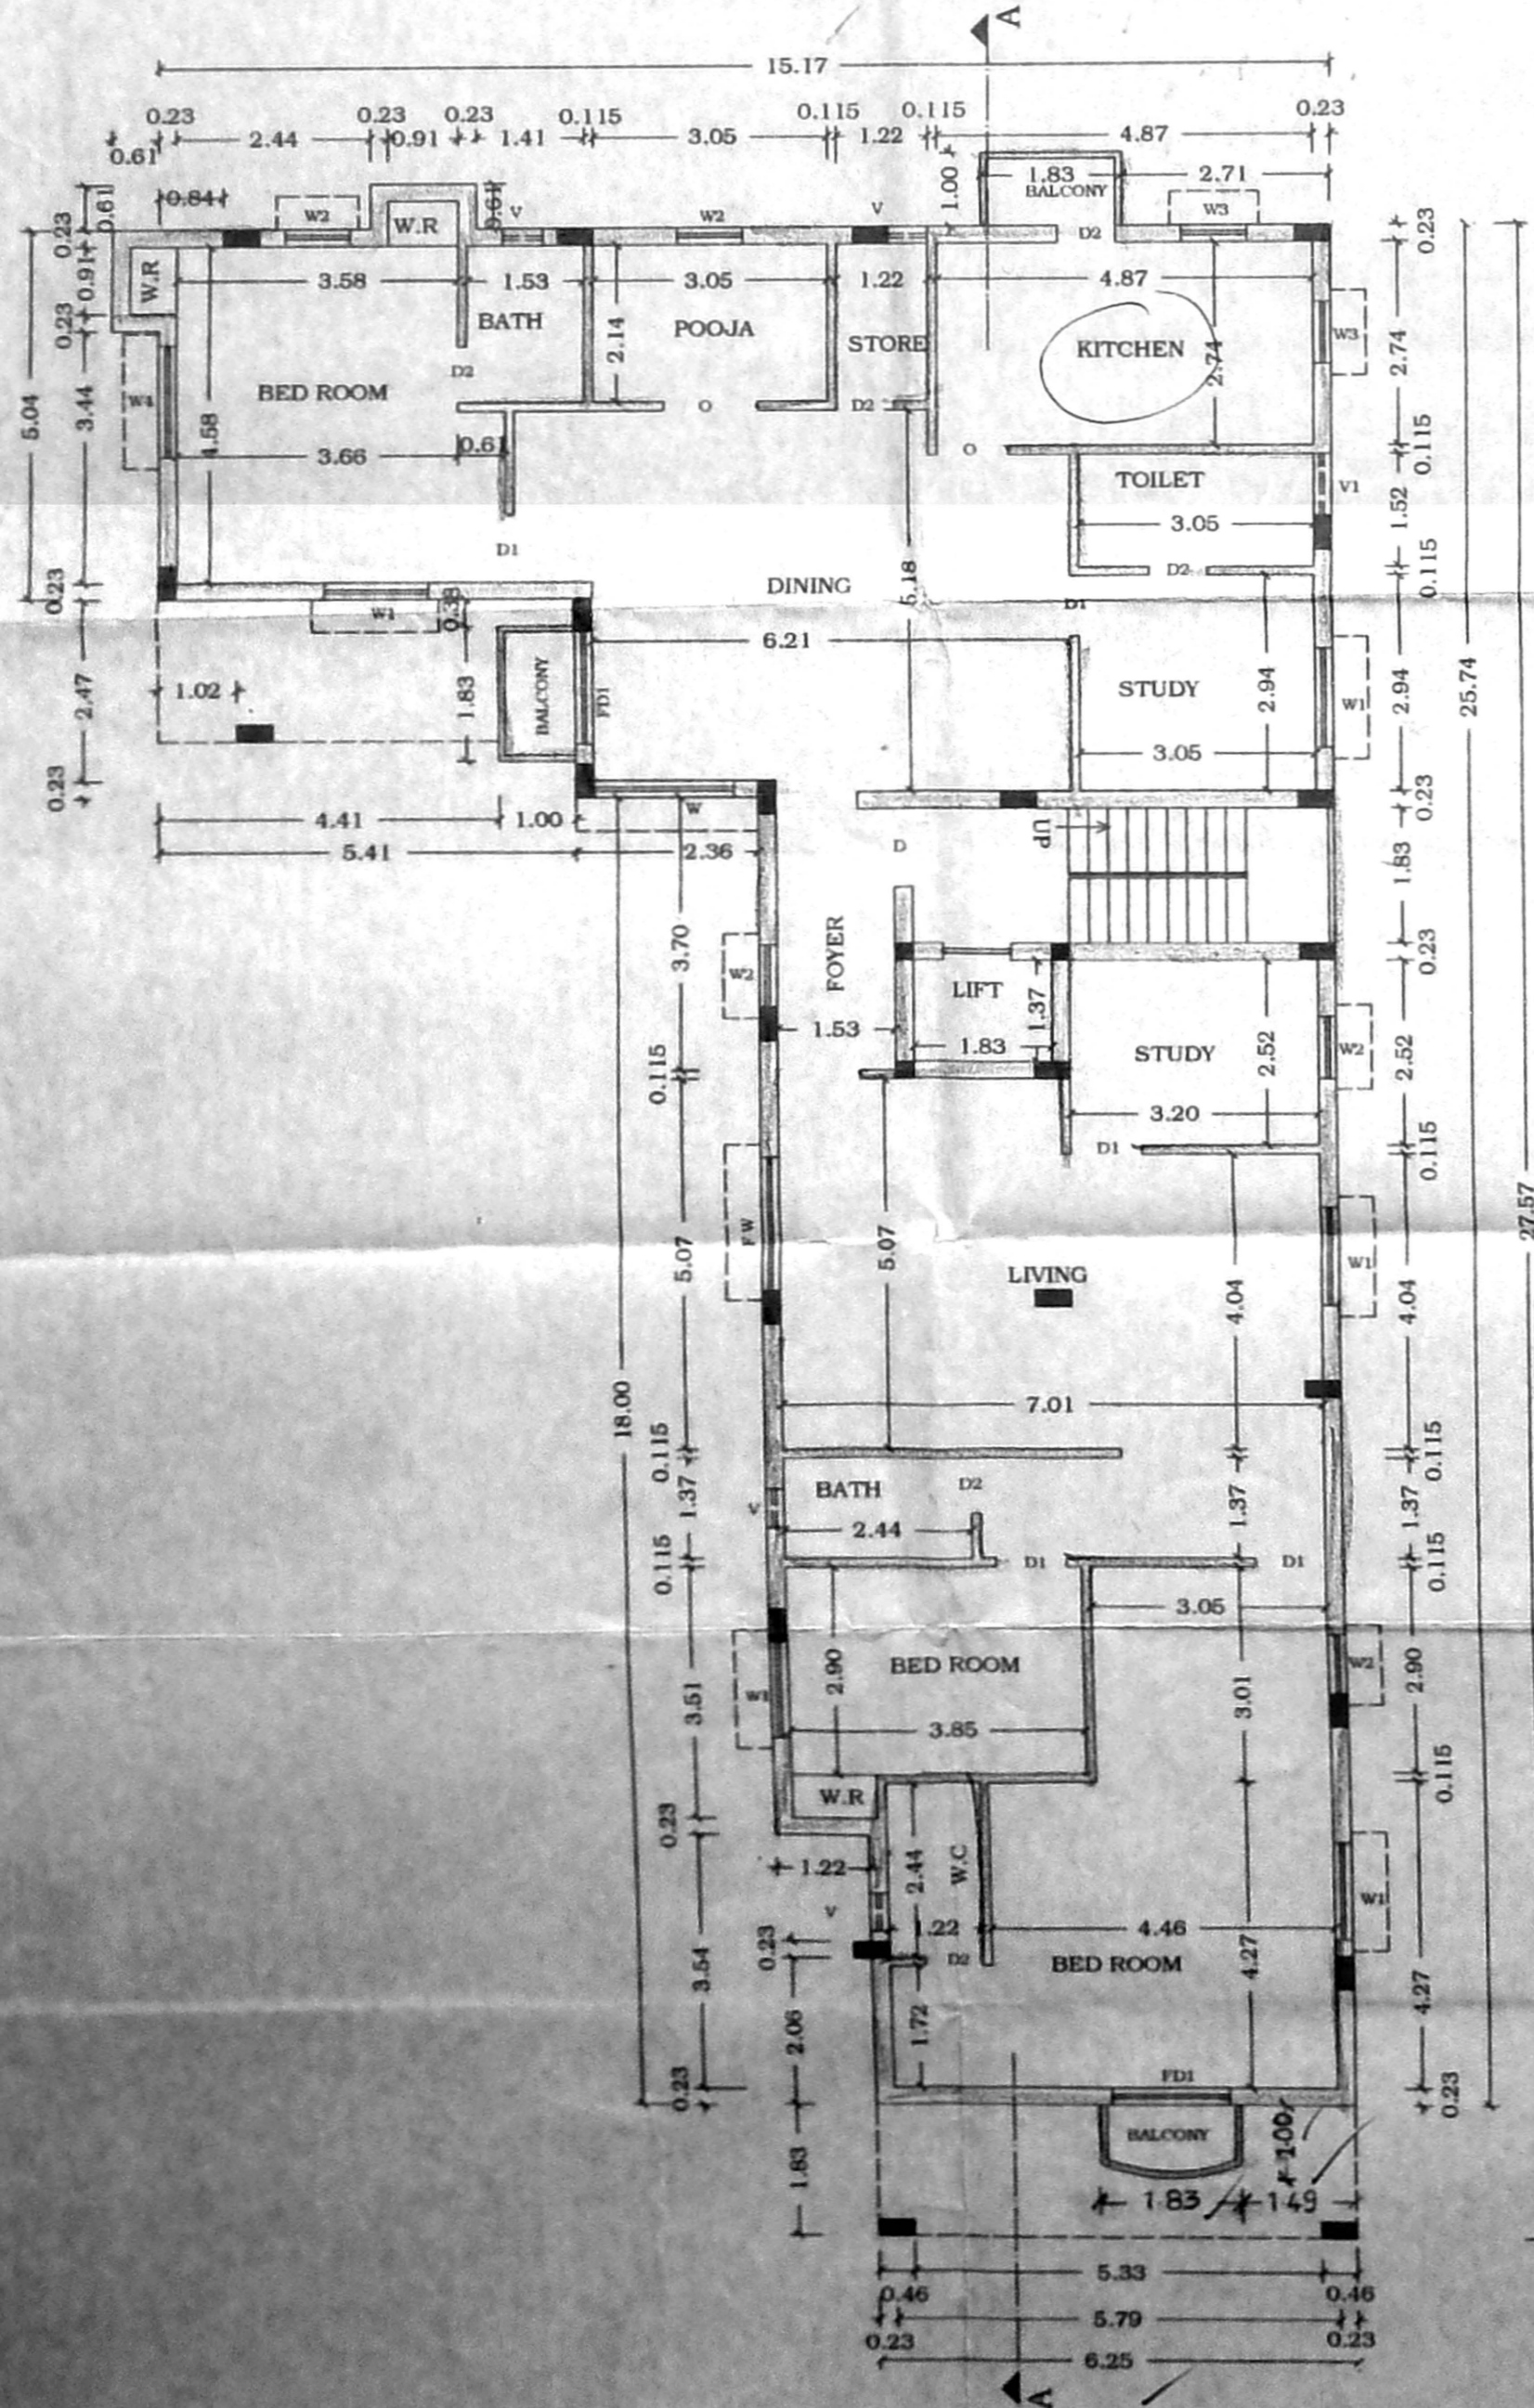 A
15.17
0.23 0.23 0.23 0.115 0.115 0.115 0.23
0.61 2.44 0.91 1.41 3.05 1.22 4.87
1.00 1.83 2.71
BALCONY
0.61 0.84 W2 W.R 0.61 V W2 V W3
0.23 D2 0.23
W.R 3.58 1.53 3.05 1.22 4.87
0.91
BATH POOJA STORE KITCHEN W3
0.23 2.14 2.74 2.74
5.04 3.44 W4 BED ROOM D2 O D2
4.58 3.66 0.61 O 0.115
TOILET V1
3.05 1.52
D1 D2 0.115
0.23 DINING 5.18 D1
W1 0.38
6.21
2.47 1.02 1.83 BALCONY FD1 STUDY 2.94 W1 2.94 25.74
3.05
0.23 0.23
4.41 1.00 W UP
5.41 2.36 D 1.83
3.70 FOYER 0.23
W2 LIFT 1.37
1.53 1.83 STUDY 2.52 W2 2.52
0.115 3.20
D1 0.115
27.57
5.07 FW 5.07 LIVING 4.04 W1 4.04
18.00
7.01
0.115 0.115
BATH D2
1.37 V 2.44 1.37 1.37
0.115 D1 D1 0.115
3.05
3.51 W1 2.90 BED ROOM 3.01 W2 2.90
3.85
0.115
W.R
0.23
1.22 2.44 W.C W1
V 1.22 4.46
0.23 BED ROOM 4.27 4.27
3.54 2.06 1.72
FD1
0.23 0.23
BALCONY 1.00
1.83 1.83 1.49
5.33
0.46 0.46
5.79
0.23 0.23
6.25
A